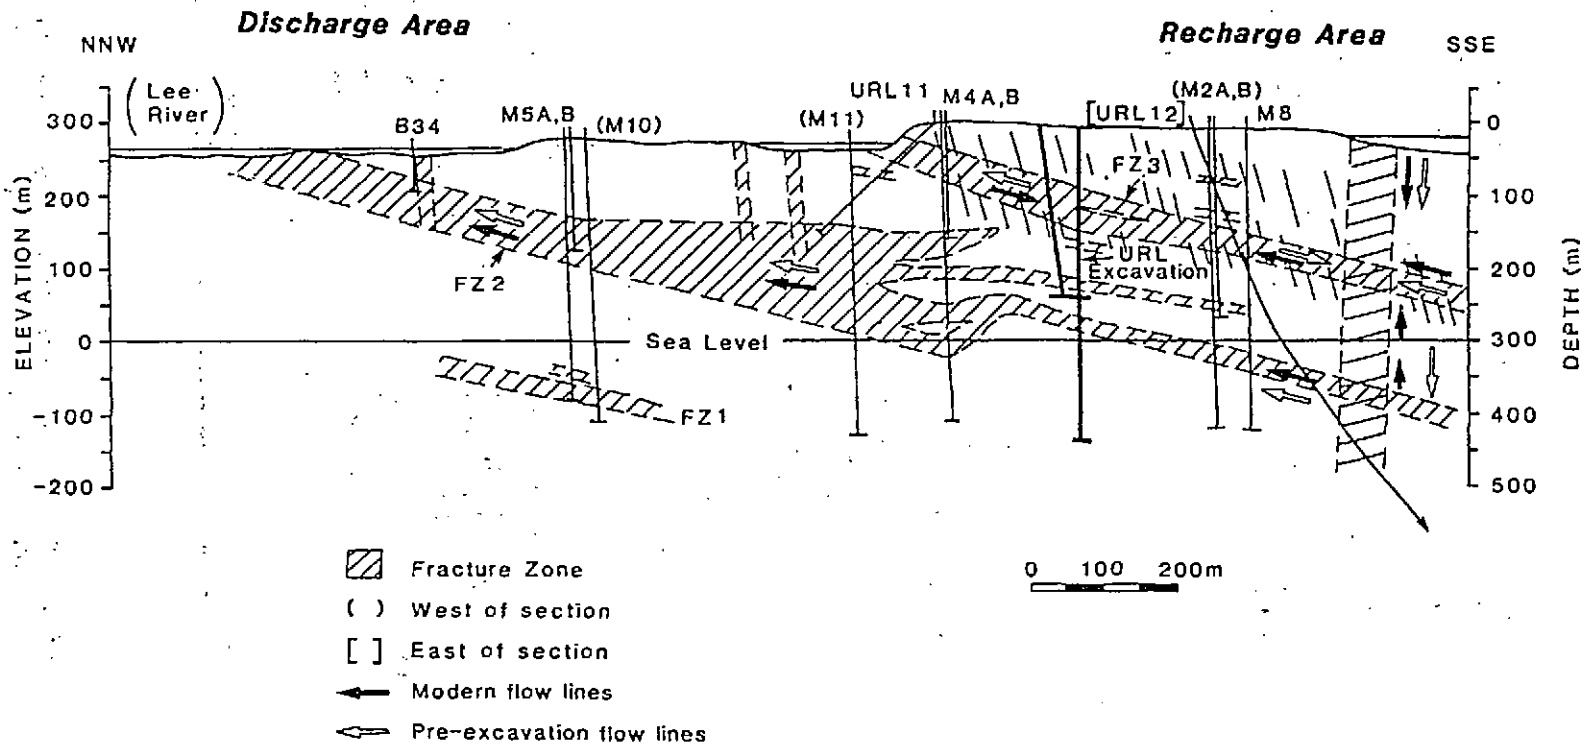 Discharge Area
Recharge Area
NNW
SSE
(Lee
River)
URL11
M4A,B
(M2A,B)
[URL12]
M8
B34
M5A,B
(M10)
(M11)
300
200
100
0
-100
-200
ELEVATION (m)
0
100
200
300
400
500
DEPTH (m)
FZ3
URL
Excavation
FZ2
Sea Level
FZ1
Fracture Zone
( ) West of section
[ ] East of section
Modern flow lines
Pre-excavation flow lines
0 100 200m